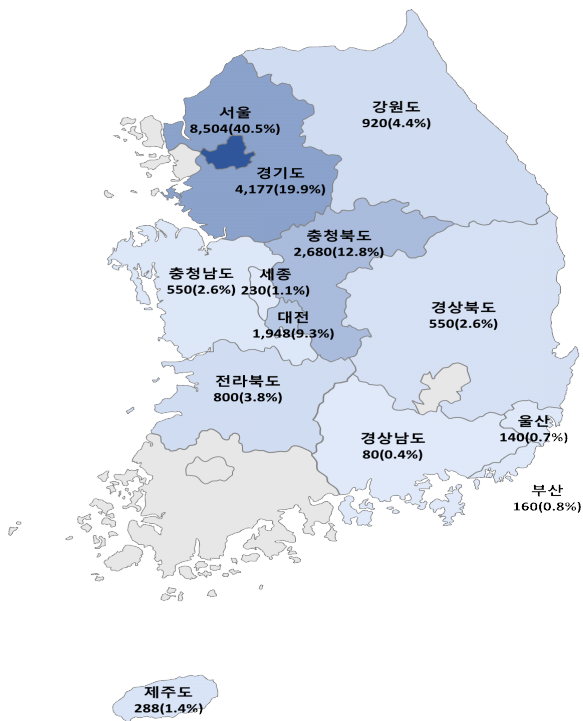 서울
8,504(40.5%)
강원도
920(4.4%)
경기도
4,177(19.9%)
충청북도
2,680(12.8%)
충청남도
550(2.6%)
세종
230(1.1%)
대전
1,948(9.3%)
경상북도
550(2.6%)
전라북도
800(3.8%)
경상남도
80(0.4%)
울산
140(0.7%)
부산
160(0.8%)
제주도
288(1.4%)